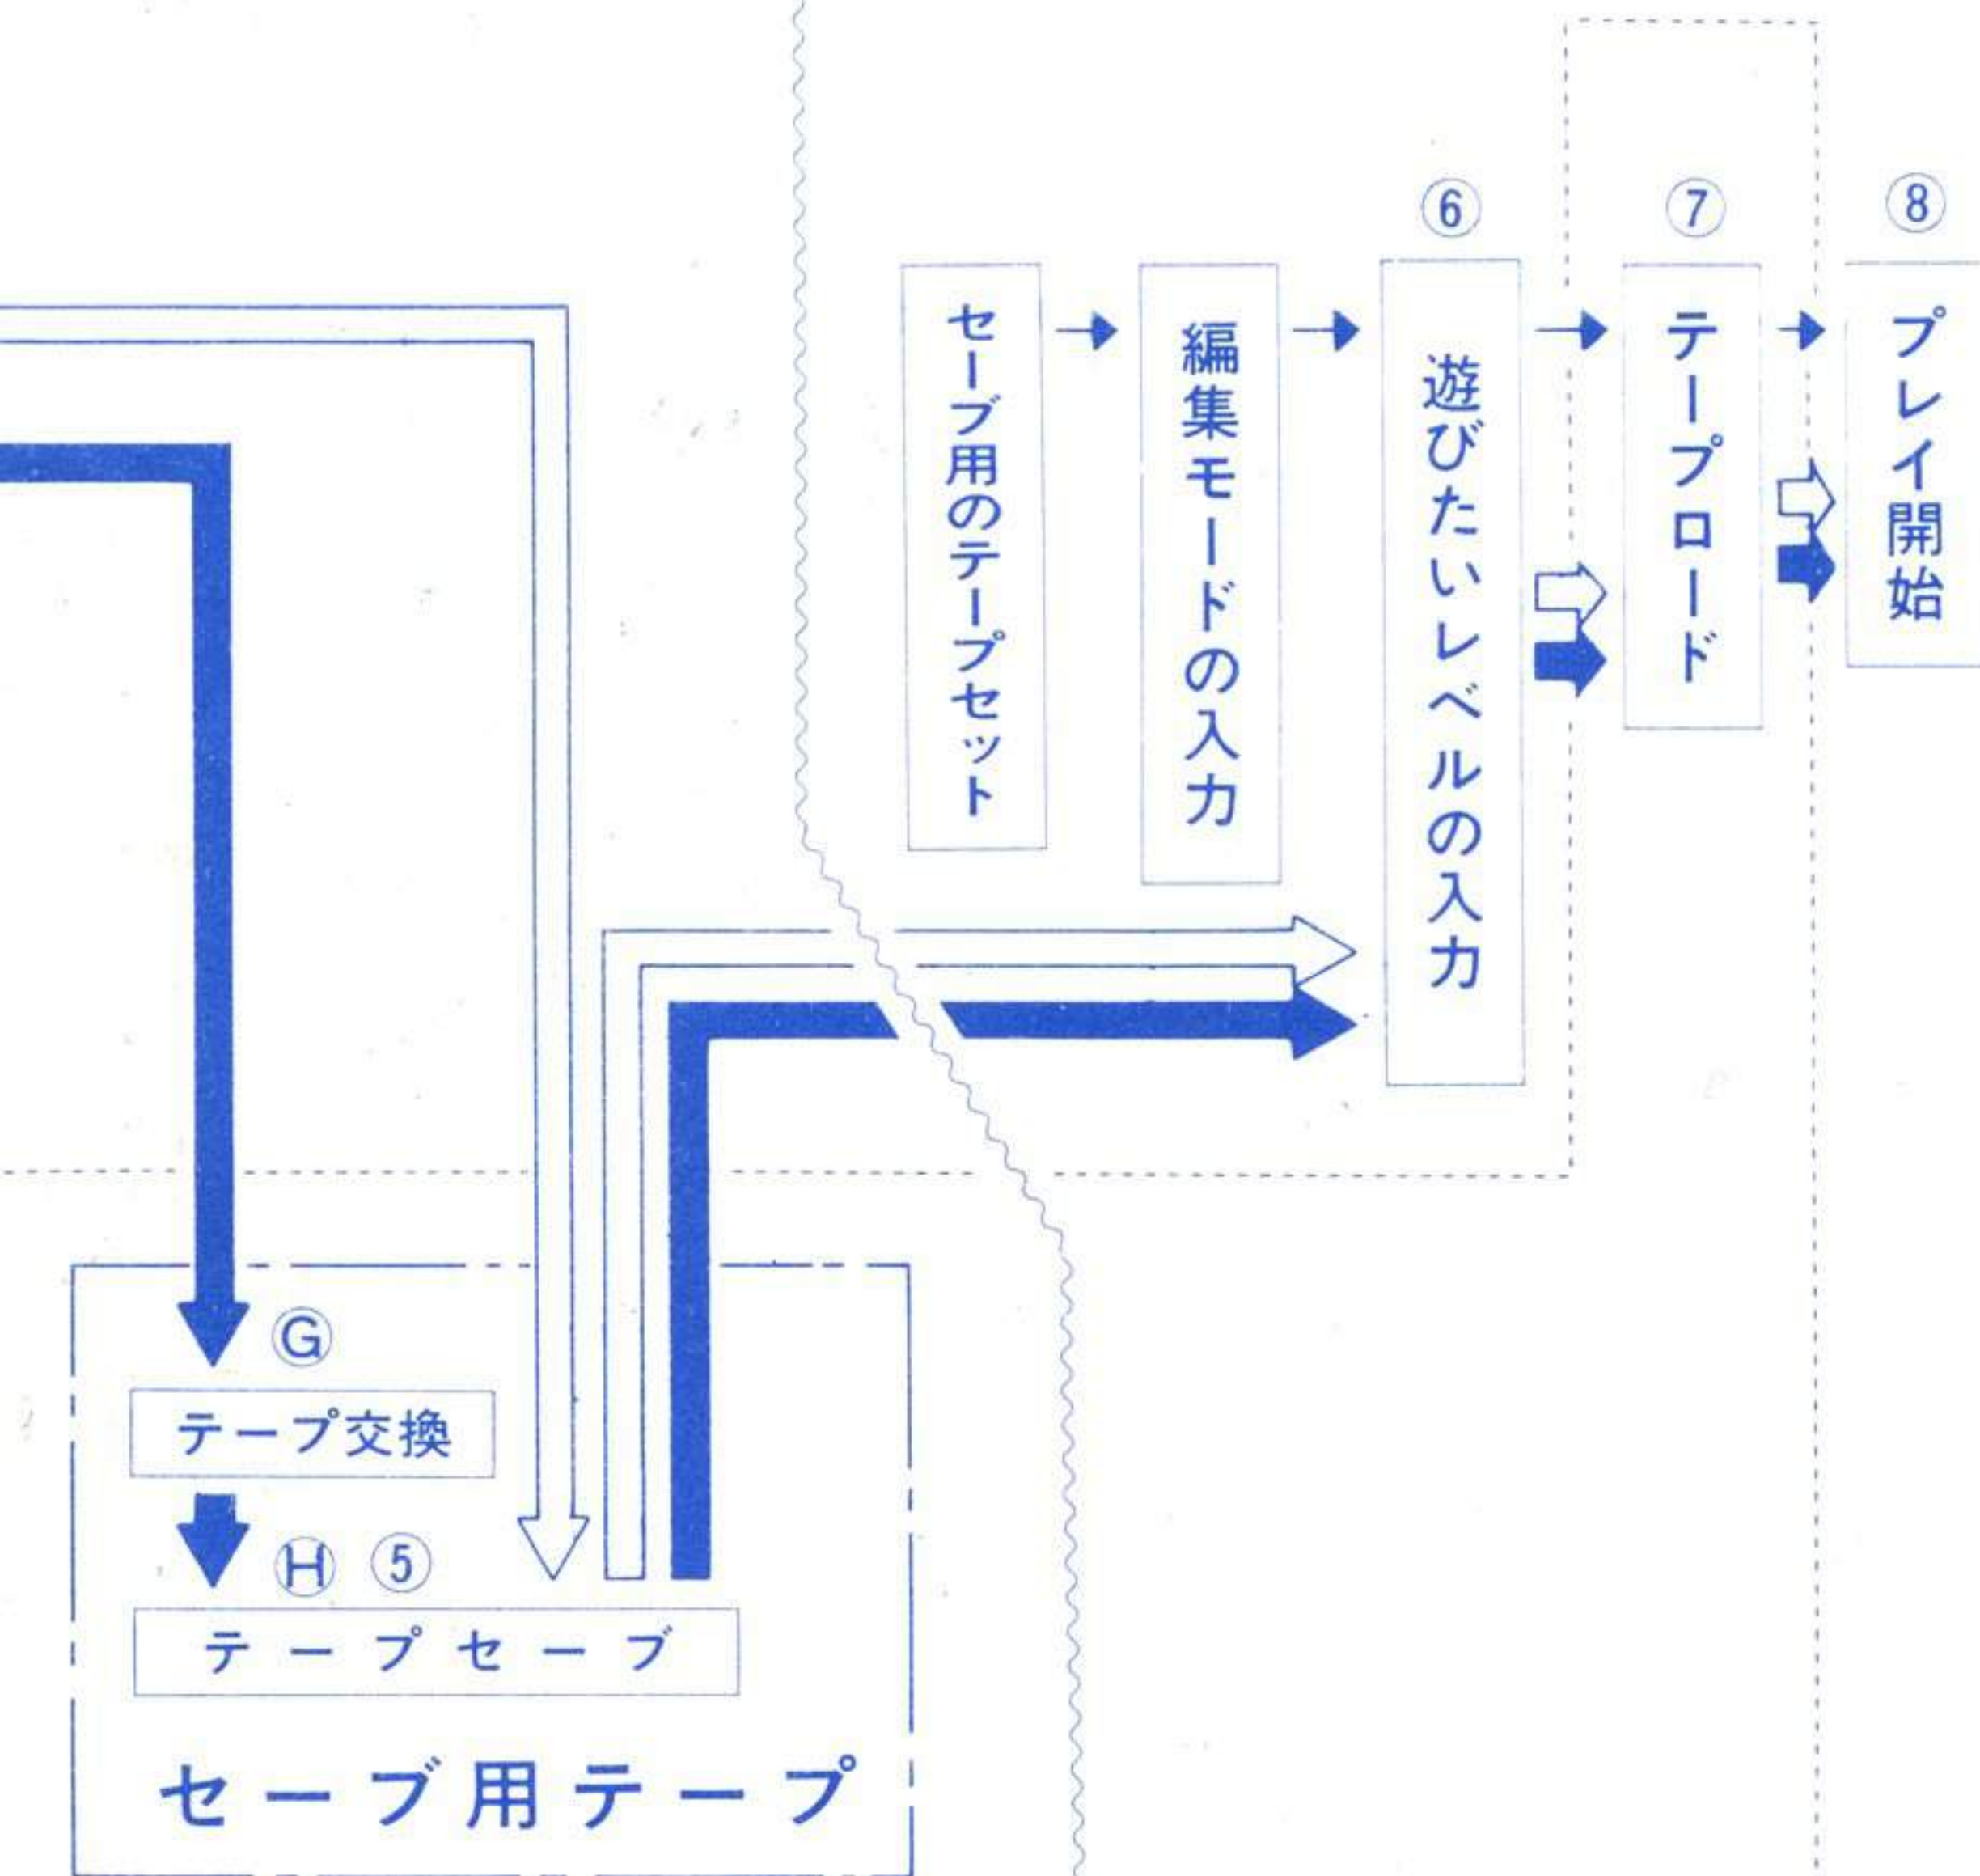 セーブ用のテープセット
編集モードの入力
⑥
遊びたいレベルの入力
⑦
テープロード
⑧
プレイ開始
Ⓖ
テープ交換
Ⓗ ⑤
テープセーブ
セーブ用テープ